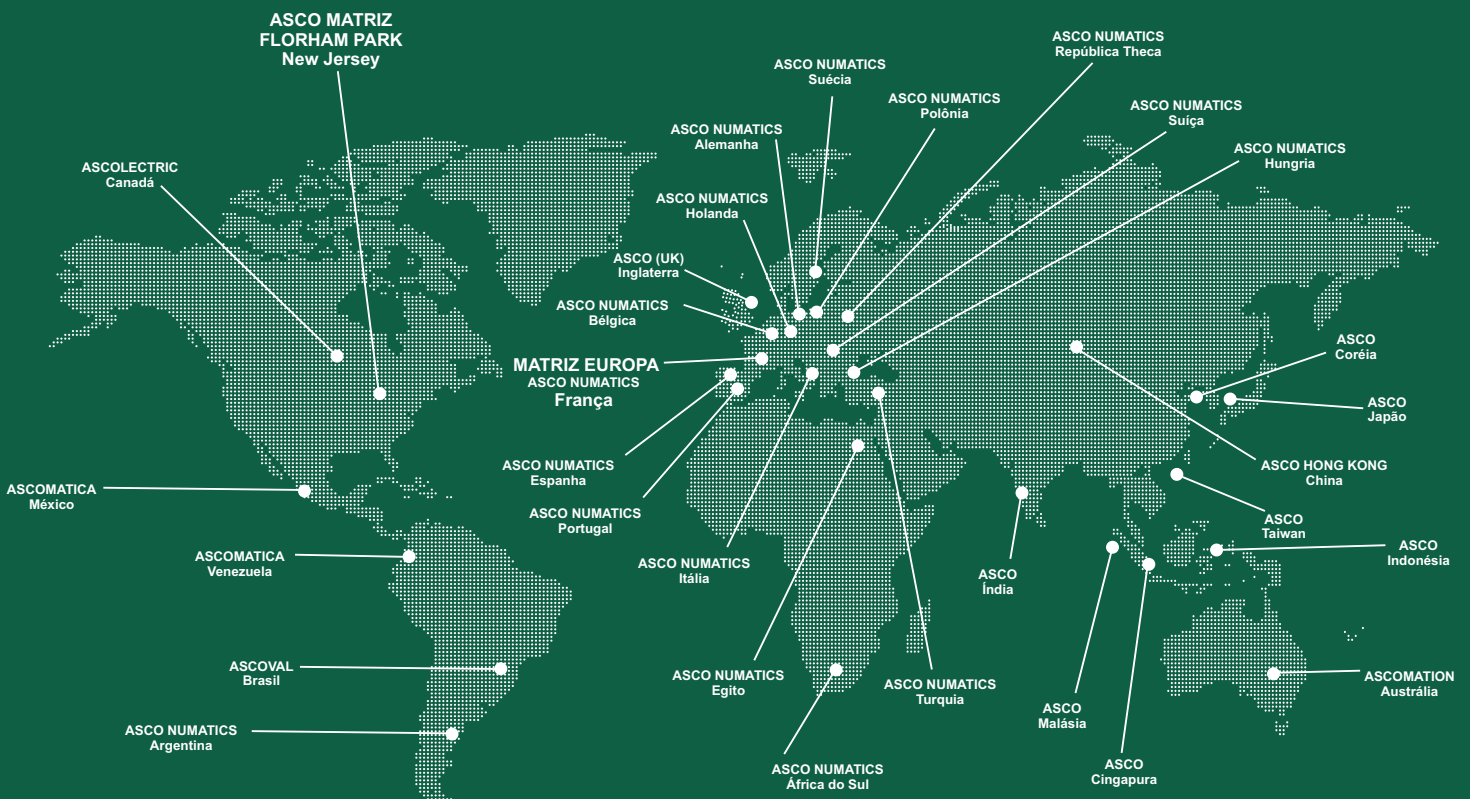 ASCO MATRIZ
FLORHAM PARK
New Jersey
ASCO NUMATICS
República Theca
ASCO NUMATICS
Suécia
ASCO NUMATICS
Polônia
ASCO NUMATICS
Suíça
ASCO NUMATICS
Alemanha
ASCO NUMATICS
Hungria
ASCOLECTRIC
Canadá
ASCO NUMATICS
Holanda
ASCO (UK)
Inglaterra
ASCO NUMATICS
Bélgica
MATRIZ EUROPA
ASCO NUMATICS
França
ASCO
Coréia
ASCO
Japão
ASCO NUMATICS
Espanha
ASCO HONG KONG
China
ASCOMATICA
México
ASCO NUMATICS
Portugal
ASCO
Taiwan
ASCOMATICA
Venezuela
ASCO NUMATICS
Itália
ASCO
Índia
ASCO
Indonésia
ASCOVAL
Brasil
ASCO NUMATICS
Egito
ASCO NUMATICS
Turquia
ASCOMATION
Austrália
ASCO
Malásia
ASCO NUMATICS
Argentina
ASCO NUMATICS
África do Sul
ASCO
Cingapura